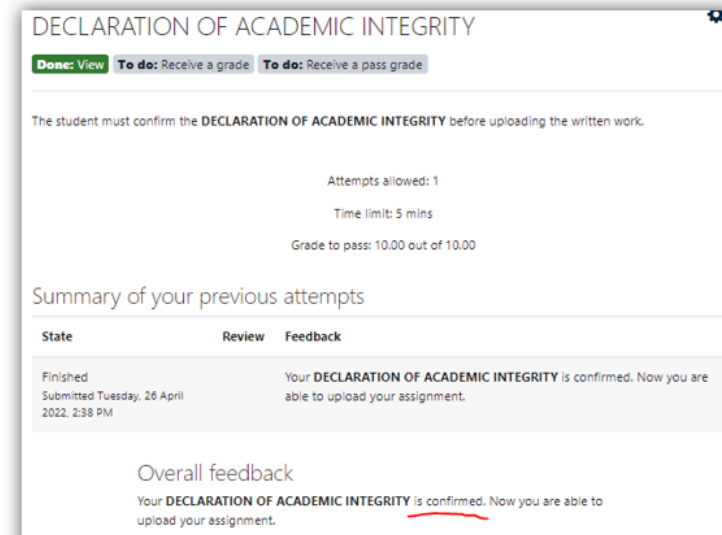 DECLARATION OF ACADEMIC INTEGRITY
Done: View To do: Receive a grade To do: Receive a pass grade
The student must confirm the DECLARATION OF ACADEMIC INTEGRITY before uploading the written work.
Attempts allowed: 1
Time limit: 5 mins
Grade to pass: 10.00 out of 10.00
Summary of your previous attempts
State Review Feedback
Finished
Submitted Tuesday, 26 April
2022, 2:38 PM
Your DECLARATION OF ACADEMIC INTEGRITY is confirmed. Now you are
able to upload your assignment.
Overall feedback
Your DECLARATION OF ACADEMIC INTEGRITY is confirmed. Now you are able to
upload your assignment.